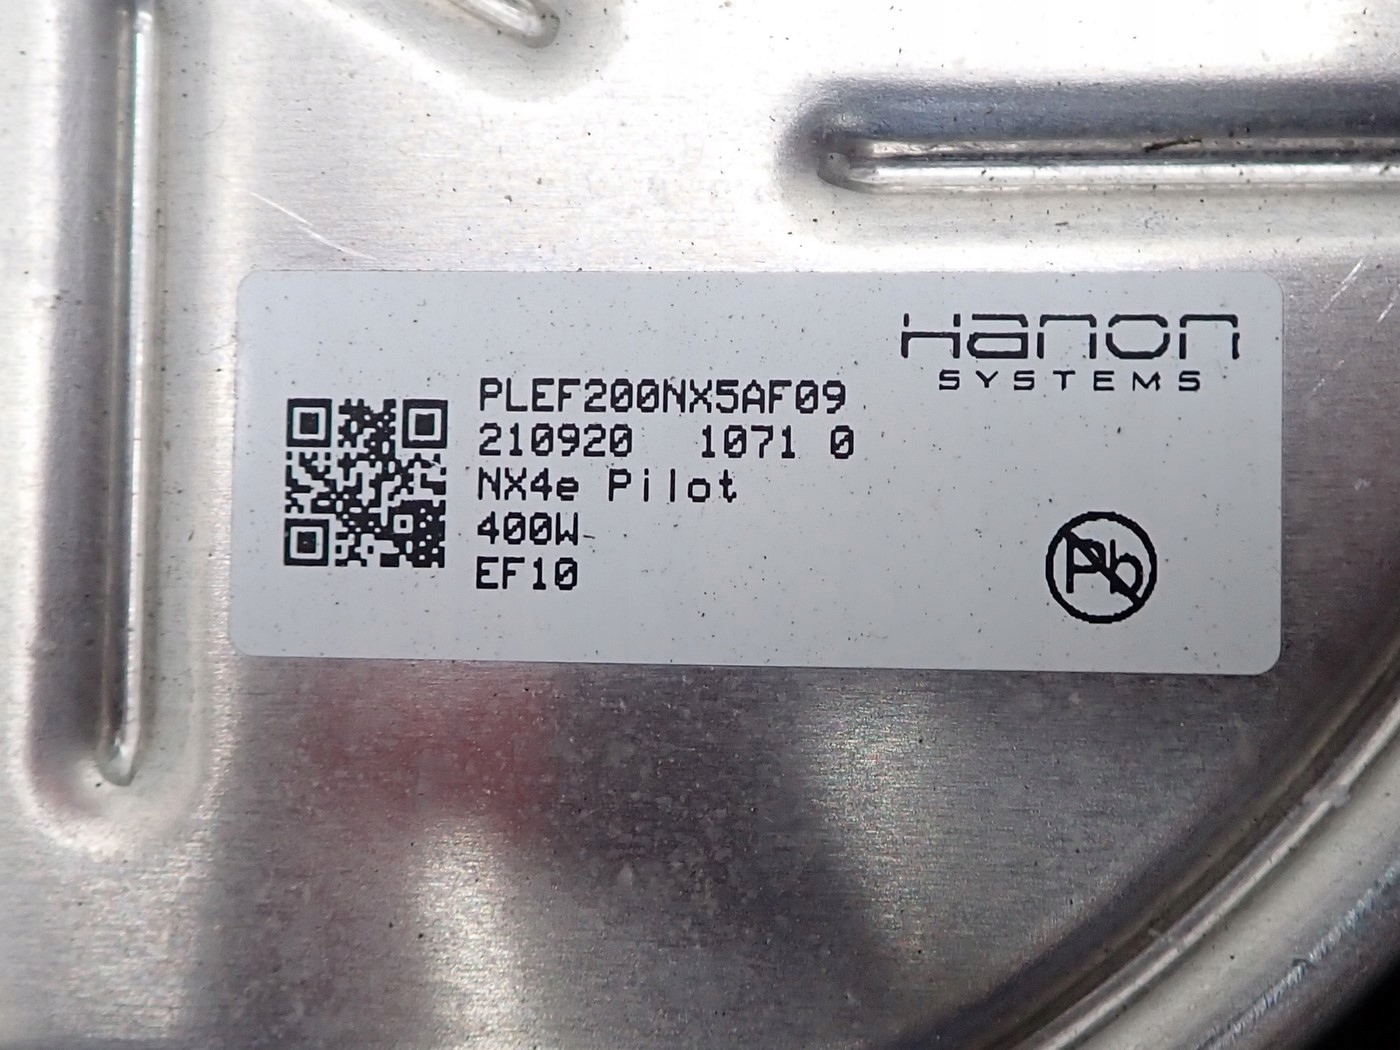 Hanon
SYSTEMS
PLEF200NX5AF09
210920 1071 0
NX4e Pilot
400W
EF10
Pb